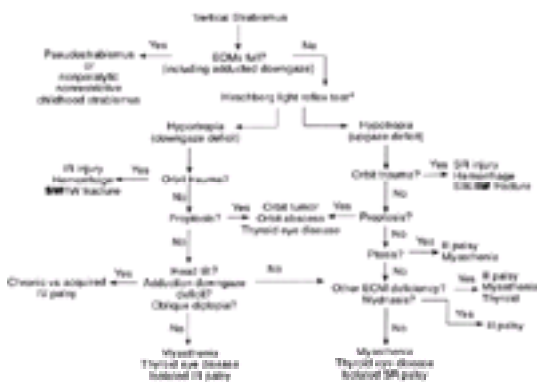 Vertical Strabismus
Yes
EOMs full?
No
(including adducted downgaze)
Pseudostrabismus
or
nonparalytic
nonrestrictive
childhood strabismus
Hirschberg light reflex test*
Hypertropia
(downgaze deficit)
Hypotropia
(upgaze deficit)
IR injury
Hemorrhage
fracture
Yes
Orbit trauma?
Orbit trauma?
Yes
SR injury
Hemorrhage
fracture
No
No
Proptosis?
Yes
Orbit tumor
Orbit abscess
Thyroid eye disease
Yes
Proptosis?
No
No
Ptosis?
Yes
III palsy
Myasthenia
Chronic vs acquired
IV palsy
Yes
Head tilt?
Adduction downgaze
deficit?
Oblique diplopia?
No
No
Other EOM deficiency?
Mydriasis?
Yes
III palsy
Myasthenia
Thyroid
Yes
III palsy
No
No
Myasthenia
Thyroid eye disease
Isolated IR palsy
Myasthenia
Thyroid eye disease
Isolated SR palsy